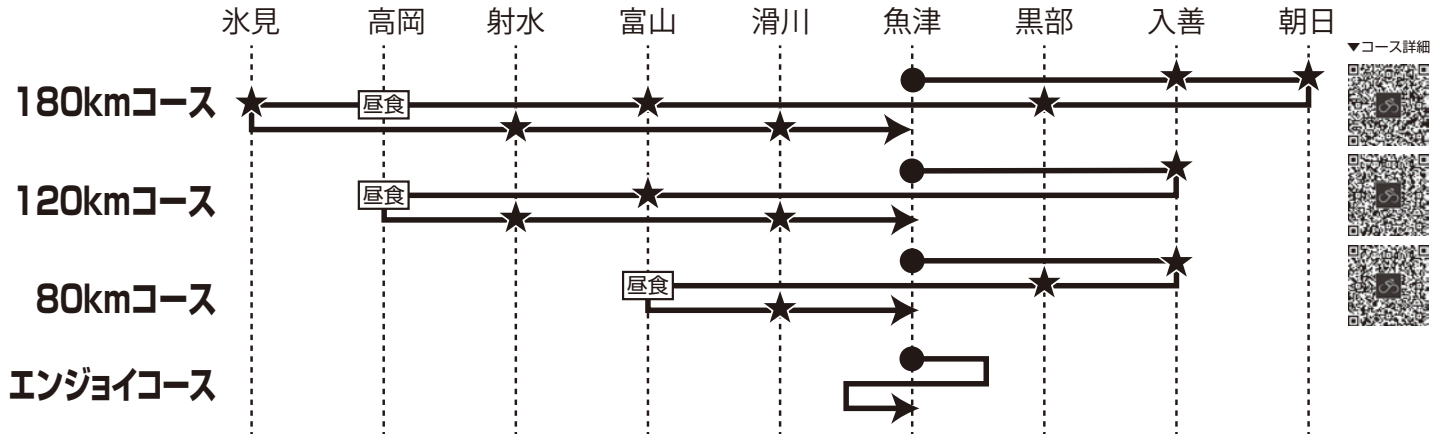 氷見 高岡 射水 富山 滑川 魚津 黒部 入善 朝日
▼コース詳細
180kmコース
昼食
120kmコース
昼食
80kmコース
昼食
エンジョイコース